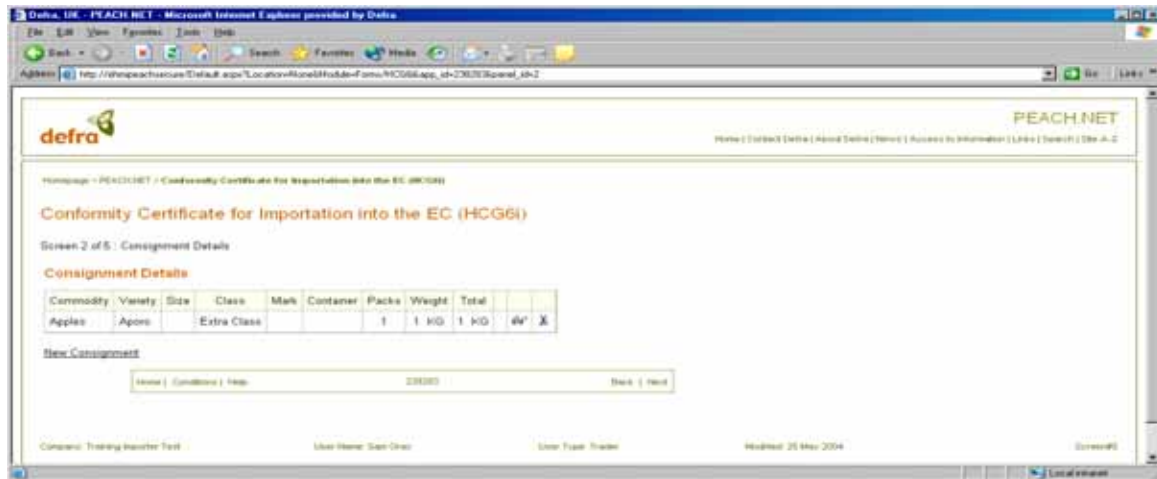 Defra, UK - PEACH.NET - Microsoft Internet Explorer provided by Defra
File Edit View Favorites Tools Help
Back Search Favorites Media
Address Go Links
defra
PEACH.NET
Home | Contact Defra | About Defra | News | Access to Information | Links | Search | Site A-Z
Homepage > PEACH.NET > Conformity Certificate for Importation into the EC (HCG6i)
Conformity Certificate for Importation into the EC (HCG6i)
Screen 2 of 5 : Consignment Details
Consignment Details
Commodity Variety Size Class Mark Container Packs Weight Total
Apples Aporo Extra Class 1 1 KG 1 KG
New Consignment
Home | Conditions | Help Back | Next
Company: Training Importer Test User Name: User Type: Trader Modified: 25 May 2004
Local intranet